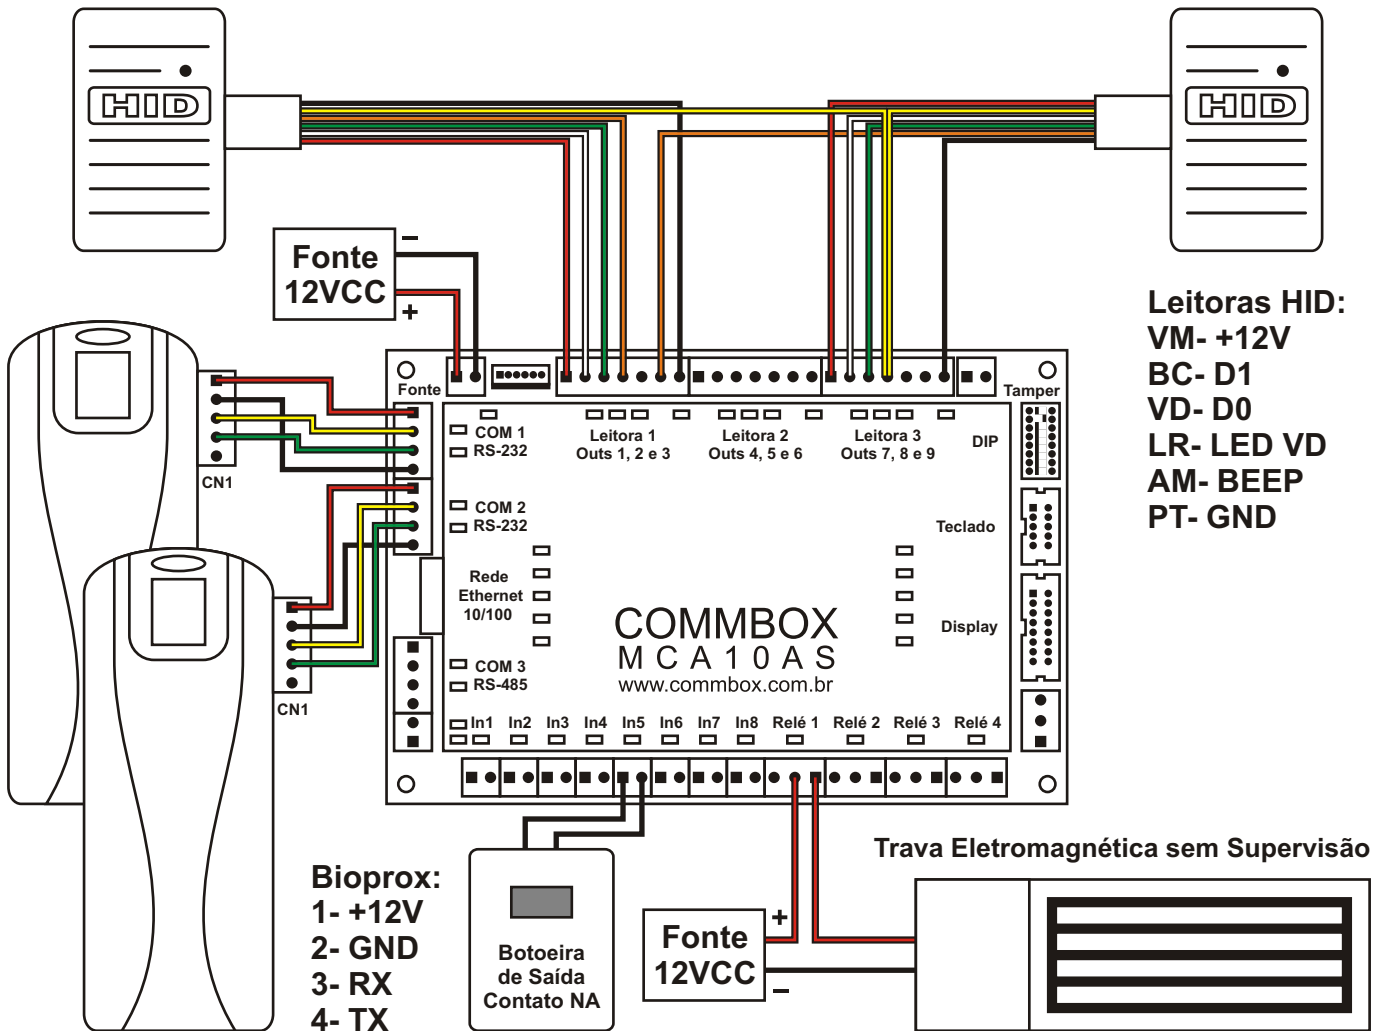 HID
HID
Fonte
12VCC
–
+
Leitoras HID:
VM- +12V
BC- D1
VD- D0
LR- LED VD
AM- BEEP
PT- GND
Fonte
Tamper
CN1
COM 1
RS-232
Leitora 1
Outs 1, 2 e 3
Leitora 2
Outs 4, 5 e 6
Leitora 3
Outs 7, 8 e 9
DIP
COM 2
RS-232
Teclado
Rede
Ethernet
10/100
COMMBOX
MCA10AS
www.commbox.com.br
Display
COM 3
RS-485
CN1
In1 In2 In3 In4 In5 In6 In7 In8 Relé 1 Relé 2 Relé 3 Relé 4
Trava Eletromagnética sem Supervisão
Bioprox:
1- +12V
2- GND
3- RX
4- TX
Botoeira
de Saída
Contato NA
Fonte
12VCC
+
–